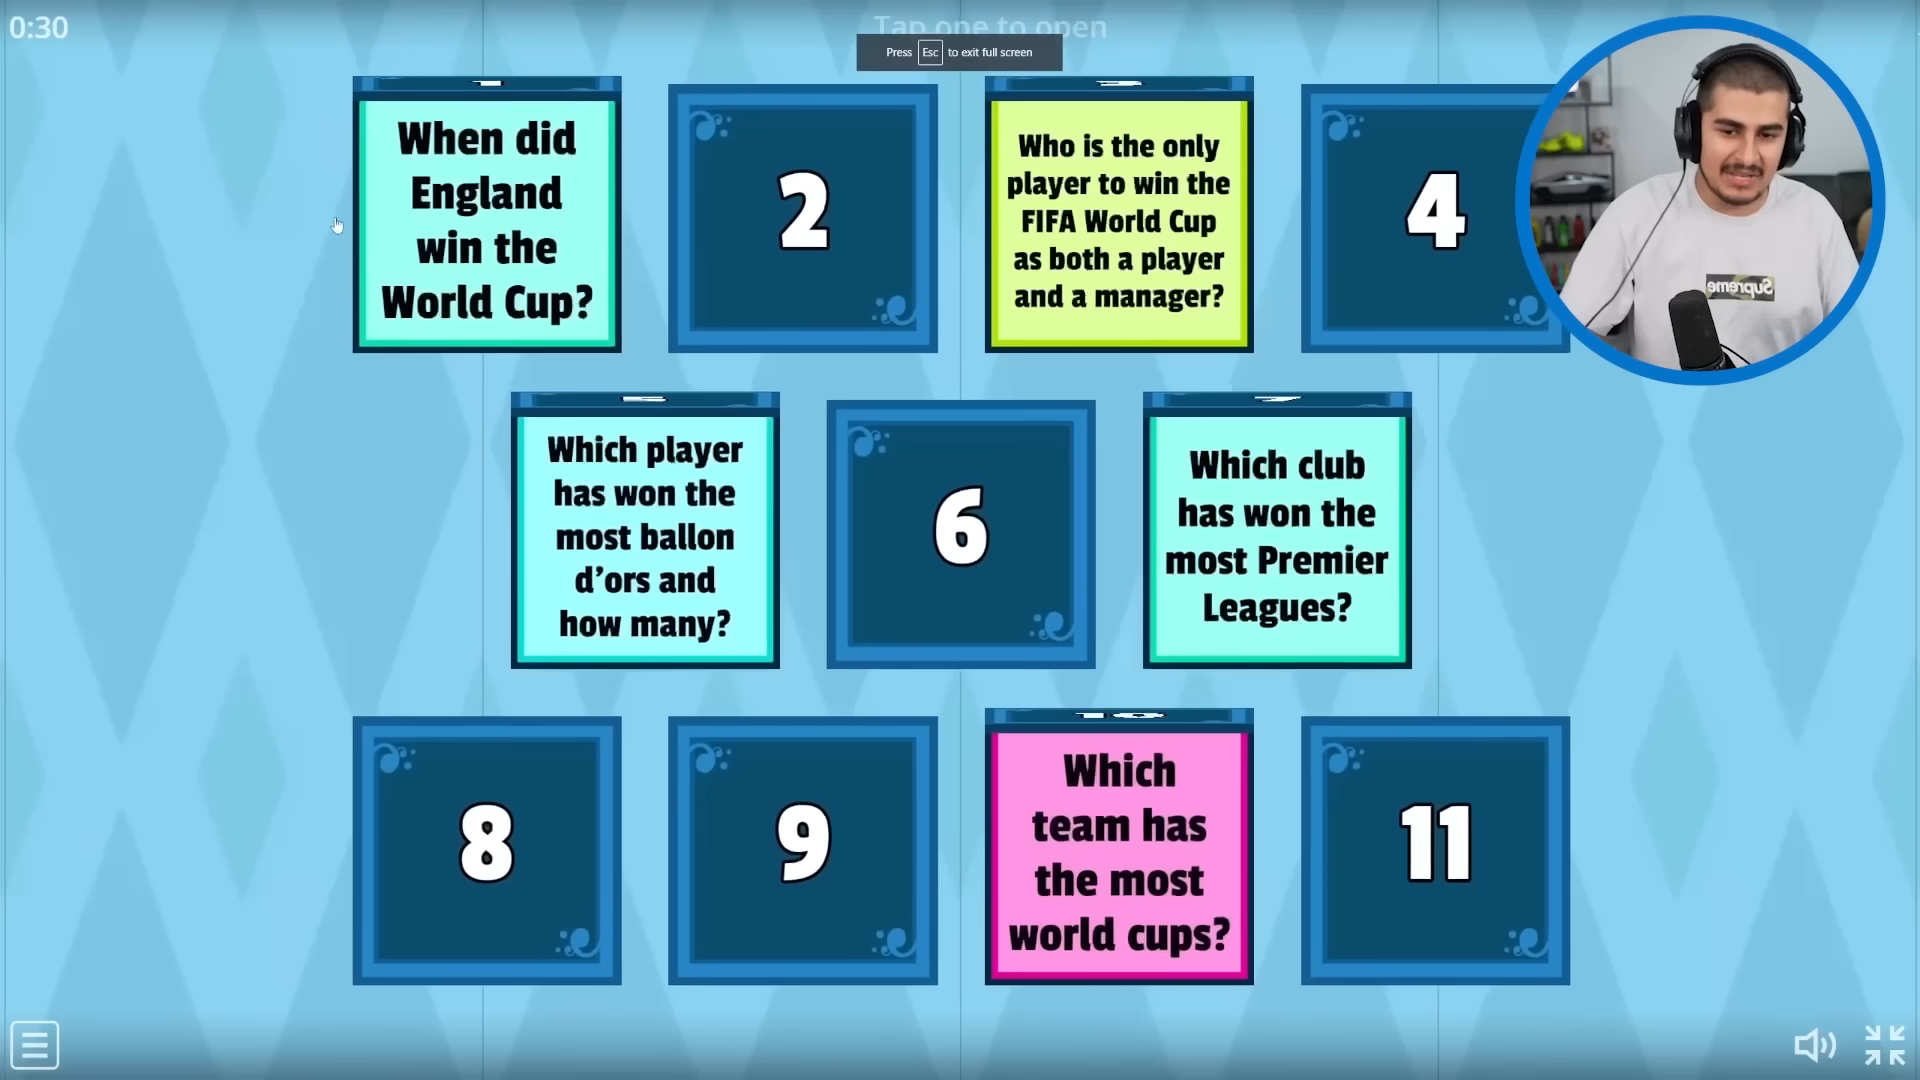 0:30
Tap one to open
Press Esc to exit full screen
When did
England
win the
World Cup?
2
Who is the only
player to win the
FIFA World Cup
as both a player
and a manager?
4
Supreme
Which player
has won the
most ballon
d’ors and
how many?
6
Which club
has won the
most Premier
Leagues?
8
9
10
Which
team has
the most
world cups?
11